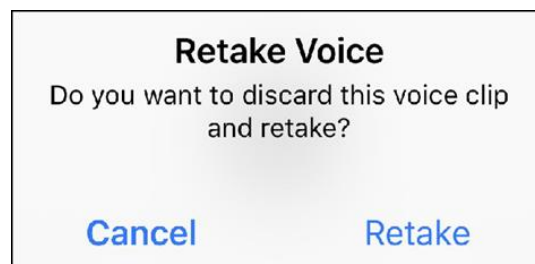 Retake Voice
Do you want to discard this voice clip
and retake?
Cancel Retake